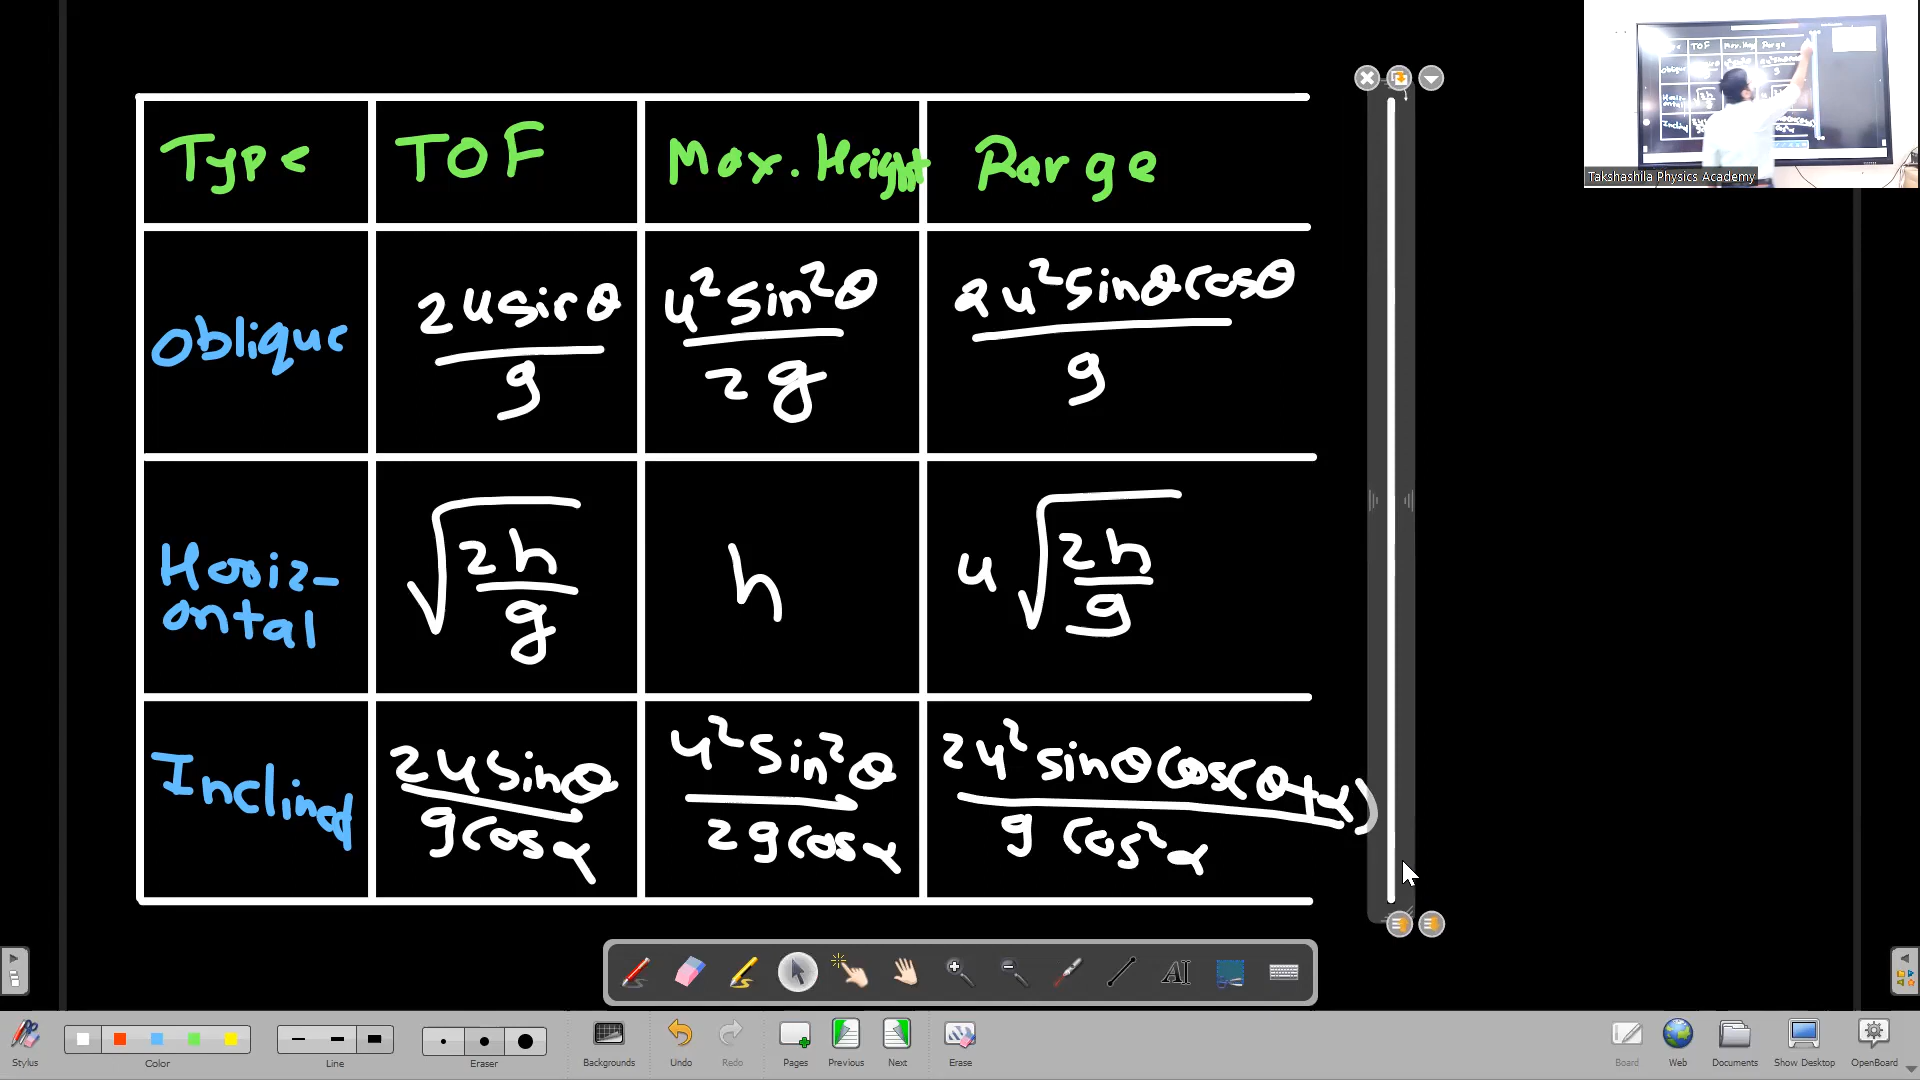 Type TOF Max. Height Range
Oblique 2usinθ/g u²sin²θ/2g 2u²sinθcosθ/g
Horiz-
ontal √(2h/g) h u√(2h/g)
Inclined 2usinθ/gcosα u²sin²θ/2gcosα 2u²sinθcos(θ+α)/g cos²α
Takshashila Physics Academy
Stylus Color Line Eraser Backgrounds Undo Redo Pages Previous Next Erase Board Web Documents Show Desktop OpenBoard